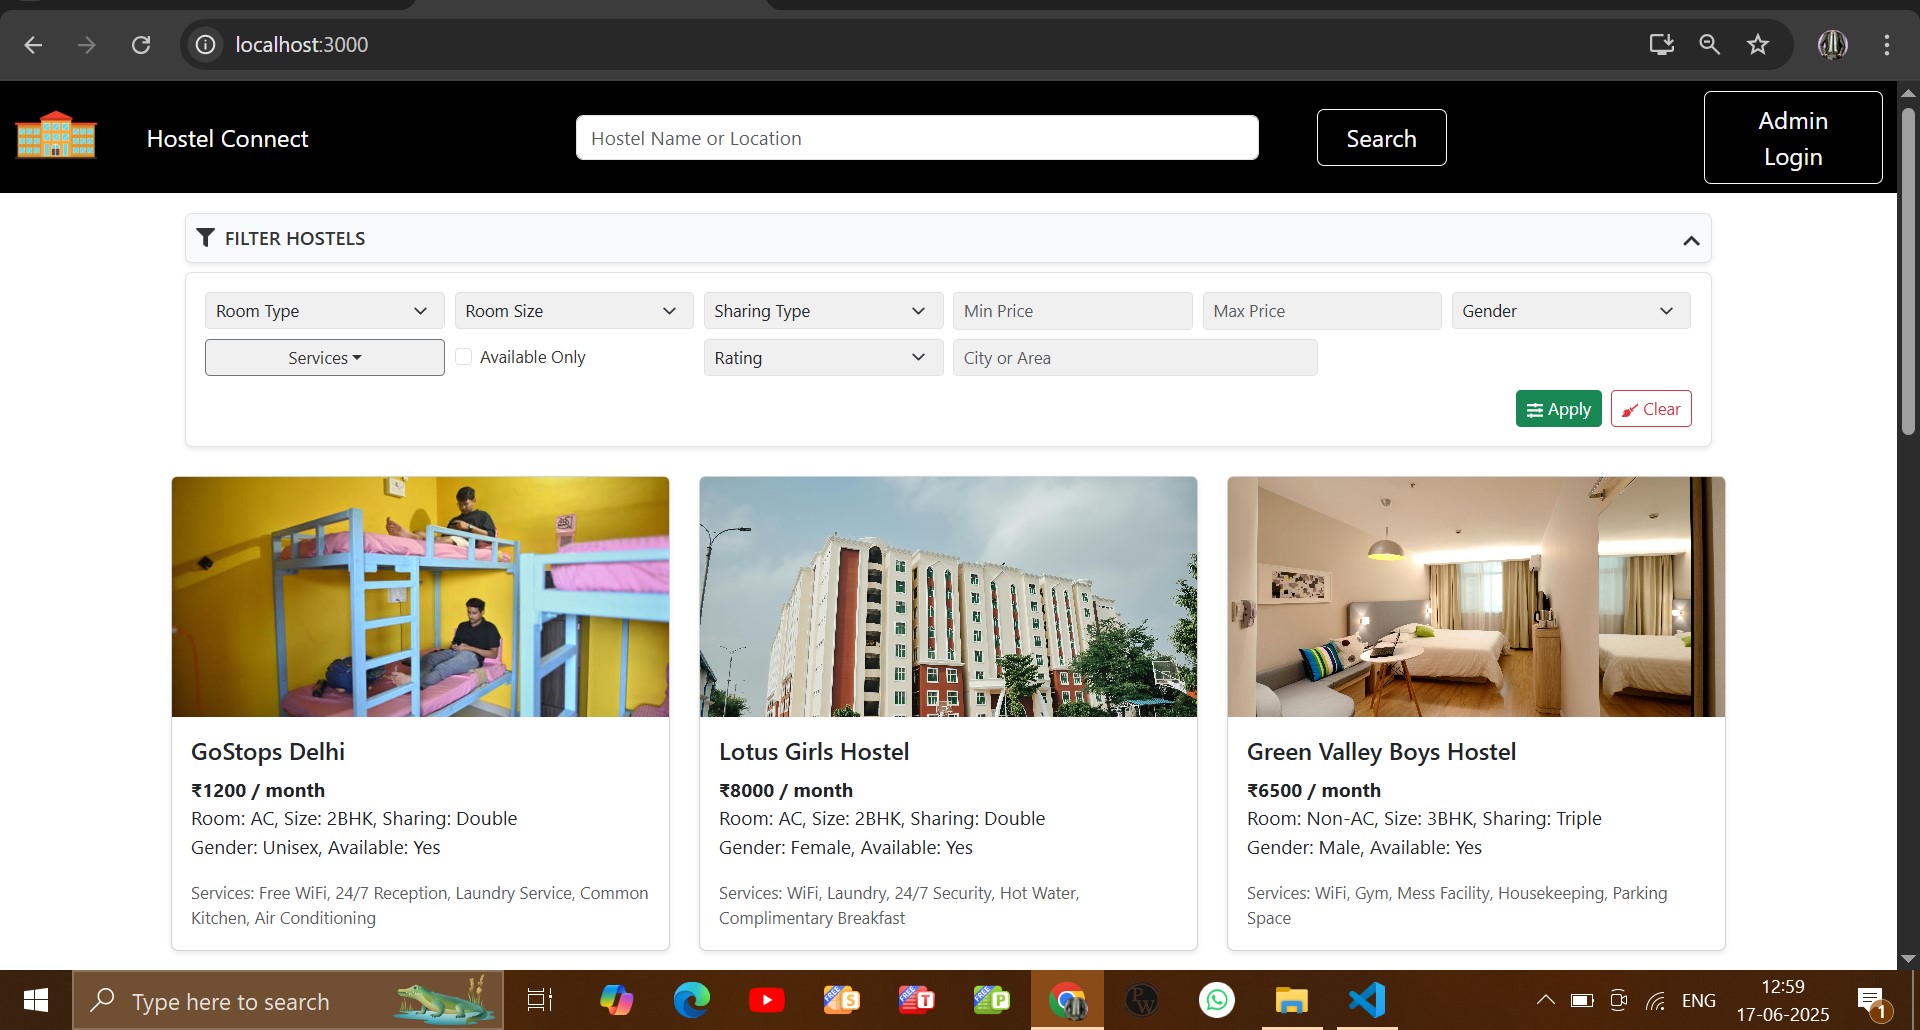 localhost:3000
Hostel Connect
Hostel Name or Location
Search
Admin
Login
FILTER HOSTELS
Room Type
Room Size
Sharing Type
Min Price
Max Price
Gender
Services
Available Only
Rating
City or Area
Apply
Clear
GoStops Delhi
₹1200 / month
Room: AC, Size: 2BHK, Sharing: Double
Gender: Unisex, Available: Yes
Services: Free WiFi, 24/7 Reception, Laundry Service, Common
Kitchen, Air Conditioning
Lotus Girls Hostel
₹8000 / month
Room: AC, Size: 2BHK, Sharing: Double
Gender: Female, Available: Yes
Services: WiFi, Laundry, 24/7 Security, Hot Water,
Complimentary Breakfast
Green Valley Boys Hostel
₹6500 / month
Room: Non-AC, Size: 3BHK, Sharing: Triple
Gender: Male, Available: Yes
Services: WiFi, Gym, Mess Facility, Housekeeping, Parking
Space
Type here to search
FREE S
FREE T
FREE P
PW
ENG
12:59
17-06-2025
1